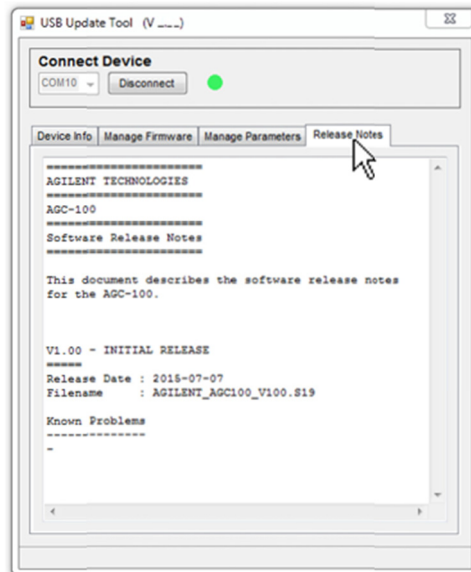 USB Update Tool (V _._ _)
Connect Device
COM10 Disconnect
Device Info Manage Firmware Manage Parameters Release Notes
======================
AGILENT TECHNOLOGIES
======================
AGC-100
======================
Software Release Notes
======================
This document describes the software release notes
for the AGC-100.
V1.00 - INITIAL RELEASE
=====
Release Date : 2015-07-07
Filename : AGILENT_AGC100_V100.S19
Known Problems
--------------
-